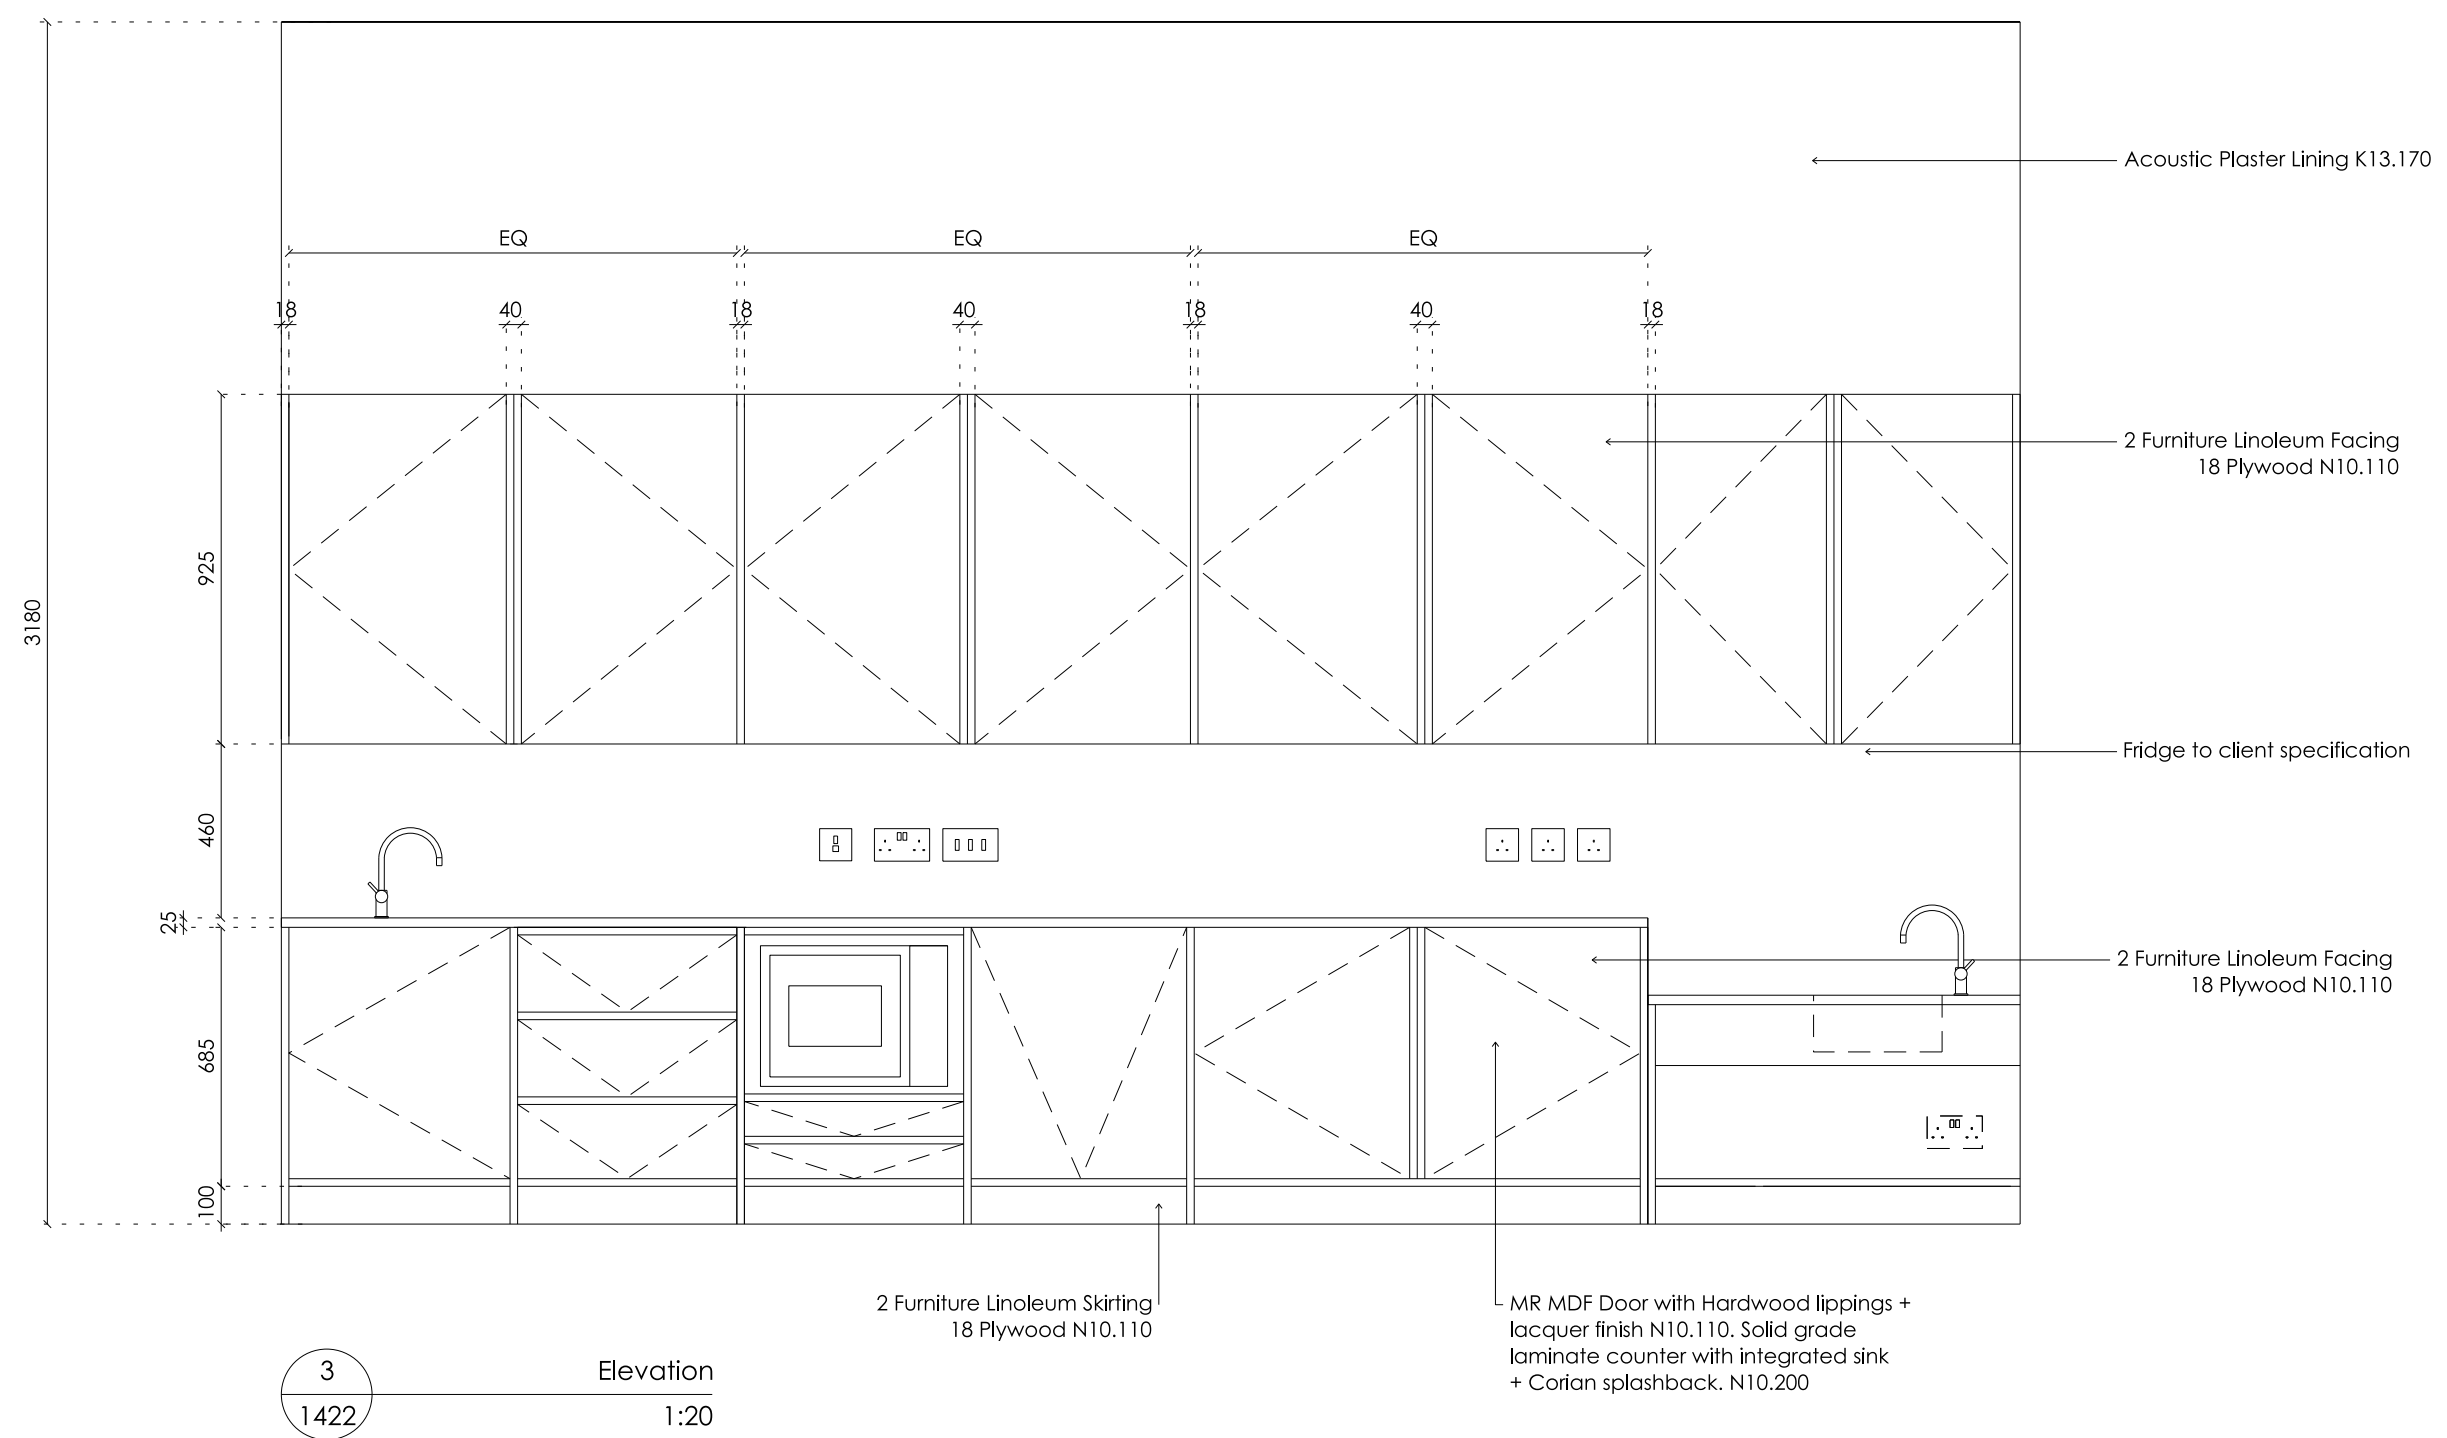 Acoustic Plaster Lining K13.170
EQ
EQ
EQ
18
40
18
40
18
40
18
2 Furniture Linoleum Facing
18 Plywood N10.110
925
3180
Fridge to client specification
460
25
2 Furniture Linoleum Facing
18 Plywood N10.110
685
100
2 Furniture Linoleum Skirting
18 Plywood N10.110
MR MDF Door with Hardwood lippings +
lacquer finish N10.110. Solid grade
laminate counter with integrated sink
+ Corian splashback. N10.200
3
Elevation
1422
1:20